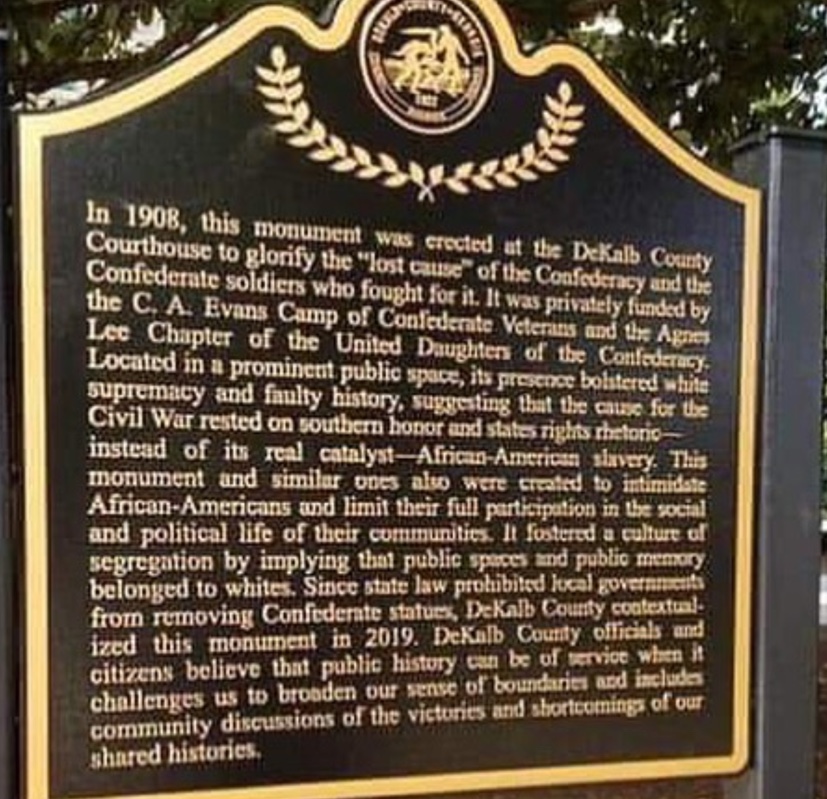 DEKALB COUNTY GEORGIA
1822
In 1908, this monument was erected at the DeKalb County
Courthouse to glorify the "lost cause" of the Confederacy and the
Confederate soldiers who fought for it. It was privately funded by
the C. A. Evans Camp of Confederate Veterans and the Agnes
Lee Chapter of the United Daughters of the Confederacy.
Located in a prominent public space, its presence bolstered white
supremacy and faulty history, suggesting that the cause for the
Civil War rested on southern honor and states rights rhetoric—
instead of its real catalyst—African-American slavery. This
monument and similar ones also were created to intimidate
African-Americans and limit their full participation in the social
and political life of their communities. It fostered a culture of
segregation by implying that public spaces and public memory
belonged to whites. Since state law prohibited local governments
from removing Confederate statues, DeKalb County contextual-
ized this monument in 2019. DeKalb County officials and
citizens believe that public history can be of service when it
challenges us to broaden our sense of boundaries and includes
community discussions of the victories and shortcomings of our
shared histories.